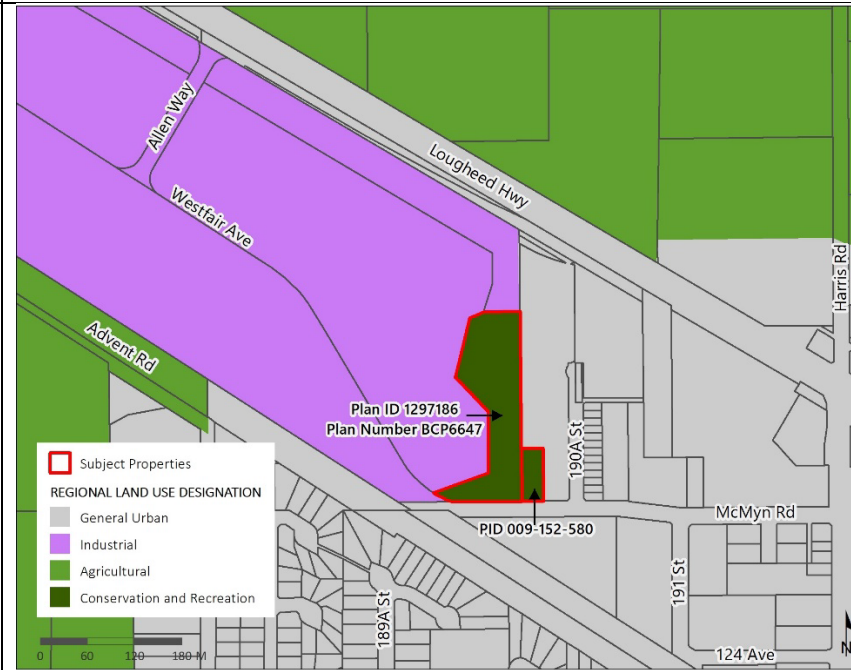 Allen Way
Lougheed Hwy
Westfair Ave
Harris Rd
Advent Rd
Plan ID 1297186
Plan Number BCP6647
190A St
Subject Properties
REGIONAL LAND USE DESIGNATION
General Urban
Industrial
Agricultural
Conservation and Recreation
McMyn Rd
PID 009-152-580
189A St
191 St
0 60 120 180 M
124 Ave
N